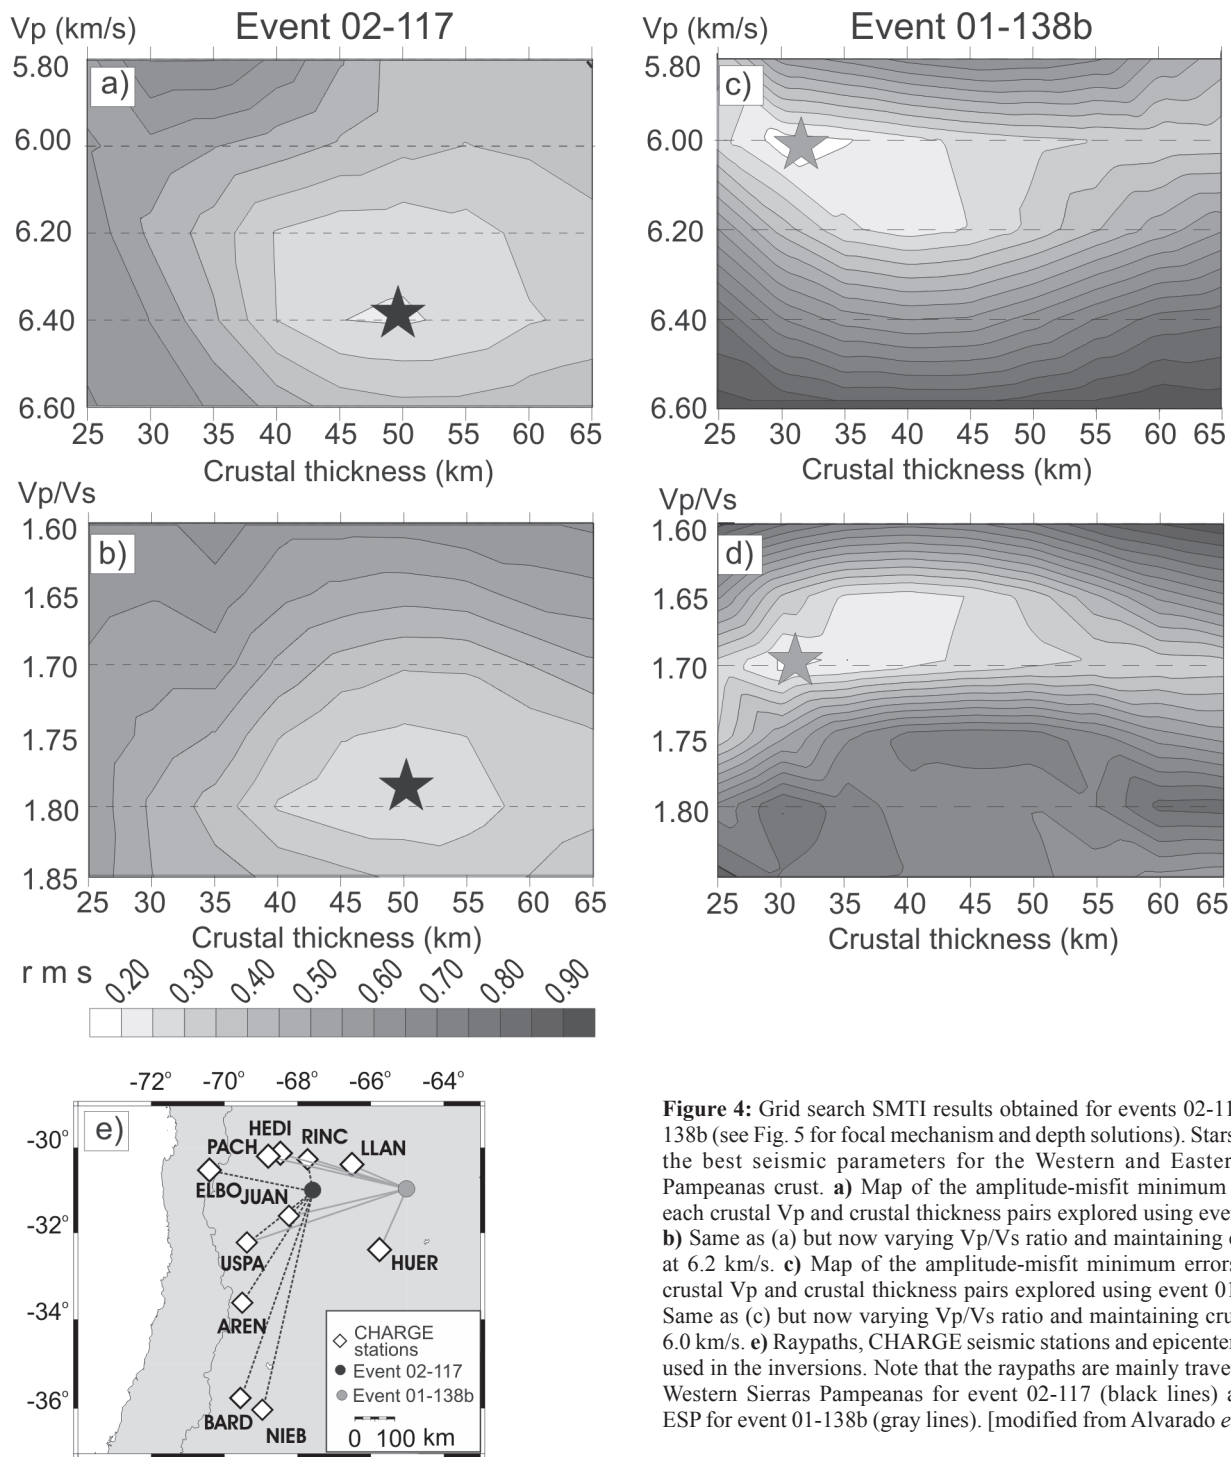 Vp (km/s) Event 02-117
5.80
a)
6.00
6.20
6.40
6.60
25 30 35 40 45 50 55 60 65
Crustal thickness (km)
Vp (km/s) Event 01-138b
5.80
c)
6.00
6.20
6.40
6.60
25 30 35 40 45 50 55 60 65
Crustal thickness (km)
Vp/Vs
b)
1.60
1.65
1.70
1.75
1.80
1.85
25 30 35 40 45 50 55 60 65
Crustal thickness (km)
Vp/Vs
1.60
d)
1.65
1.70
1.75
1.80
25 30 35 40 45 50 55 60 65
Crustal thickness (km)
r m s 0.20 0.30 0.40 0.50 0.60 0.70 0.80 0.90
-72° -70° -68° -66° -64°
e)
-30°
-32°
-34°
-36°
HEDI
PACH
RINC
LLAN
ELBO
JUAN
USPA
HUER
AREN
BARD
NIEB
CHARGE
stations
Event 02-117
Event 01-138b
0 100 km
Figure 4: Grid search SMTI results obtained for events 02-11
138b (see Fig. 5 for focal mechanism and depth solutions). Stars
the best seismic parameters for the Western and Easter
Pampeanas crust. a) Map of the amplitude-misfit minimum
each crustal Vp and crustal thickness pairs explored using eve
b) Same as (a) but now varying Vp/Vs ratio and maintaining
at 6.2 km/s. c) Map of the amplitude-misfit minimum errors
crustal Vp and crustal thickness pairs explored using event 01
Same as (c) but now varying Vp/Vs ratio and maintaining cru
6.0 km/s. e) Raypaths, CHARGE seismic stations and epicenter
used in the inversions. Note that the raypaths are mainly trave
Western Sierras Pampeanas for event 02-117 (black lines) a
ESP for event 01-138b (gray lines). [modified from Alvarado e